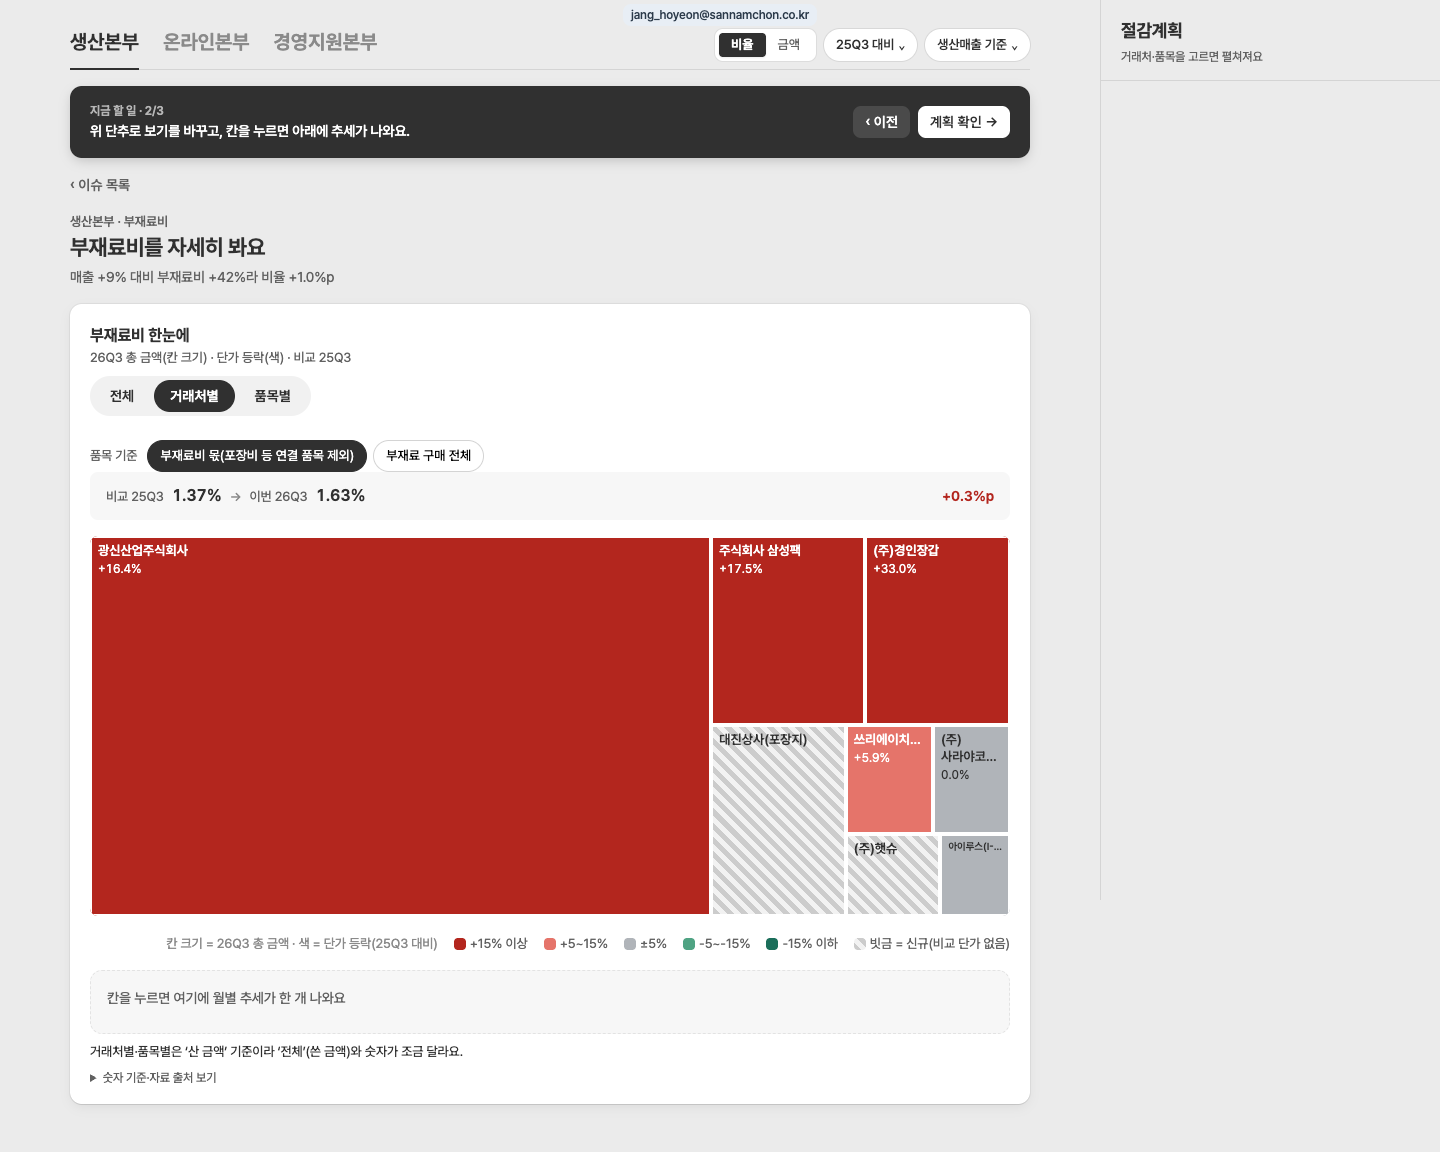 jang_hoyeon@sannamchon.co.kr
생산본부 온라인본부 경영지원본부
비율 금액 25Q3 대비 생산매출 기준
절감계획
거래처·품목을 고르면 펼쳐져요
지금 할 일 · 2/3
위 단추로 보기를 바꾸고, 칸을 누르면 아래에 추세가 나와요.
‹ 이전 계획 확인 →
‹ 이슈 목록
생산본부 · 부재료비
부재료비를 자세히 봐요
매출 +9% 대비 부재료비 +42%라 비율 +1.0%p
부재료비 한눈에
26Q3 총 금액(칸 크기) · 단가 등락(색) · 비교 25Q3
전체 거래처별 품목별
품목 기준 부재료비 몫(포장비 등 연결 품목 제외) 부재료 구매 전체
비교 25Q3 1.37% → 이번 26Q3 1.63% +0.3%p
광신산업주식회사
+16.4%
주식회사 삼성팩
+17.5%
(주)경인장갑
+33.0%
대진상사(포장지)
쓰리에이치...
+5.9%
(주)
사라야코...
0.0%
(주)햇슈
아이루스(I-...
칸 크기 = 26Q3 총 금액 · 색 = 단가 등락(25Q3 대비) +15% 이상 +5~15% ±5% -5~-15% -15% 이하 빗금 = 신규(비교 단가 없음)
칸을 누르면 여기에 월별 추세가 한 개 나와요
거래처별·품목별은 ‘산 금액’ 기준이라 ‘전체’(쓴 금액)와 숫자가 조금 달라요.
▶ 숫자 기준·자료 출처 보기